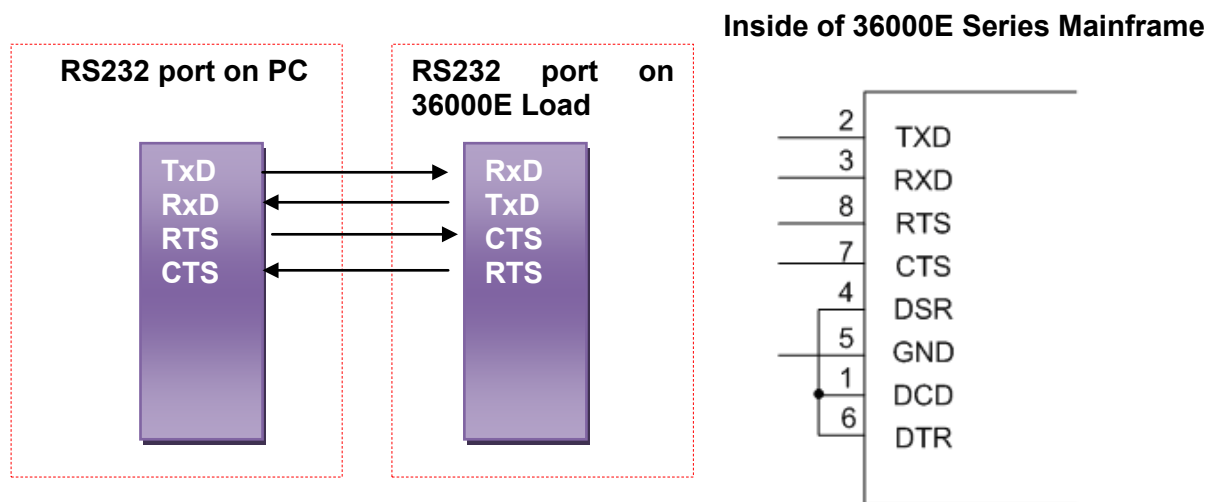 Inside of 36000E Series Mainframe
RS232 port on PC
RS232 port on
36000E Load
TxD
RxD
RTS
CTS
RxD
TxD
CTS
RTS
2 TXD
3 RXD
8 RTS
7 CTS
4 DSR
5 GND
1 DCD
6 DTR